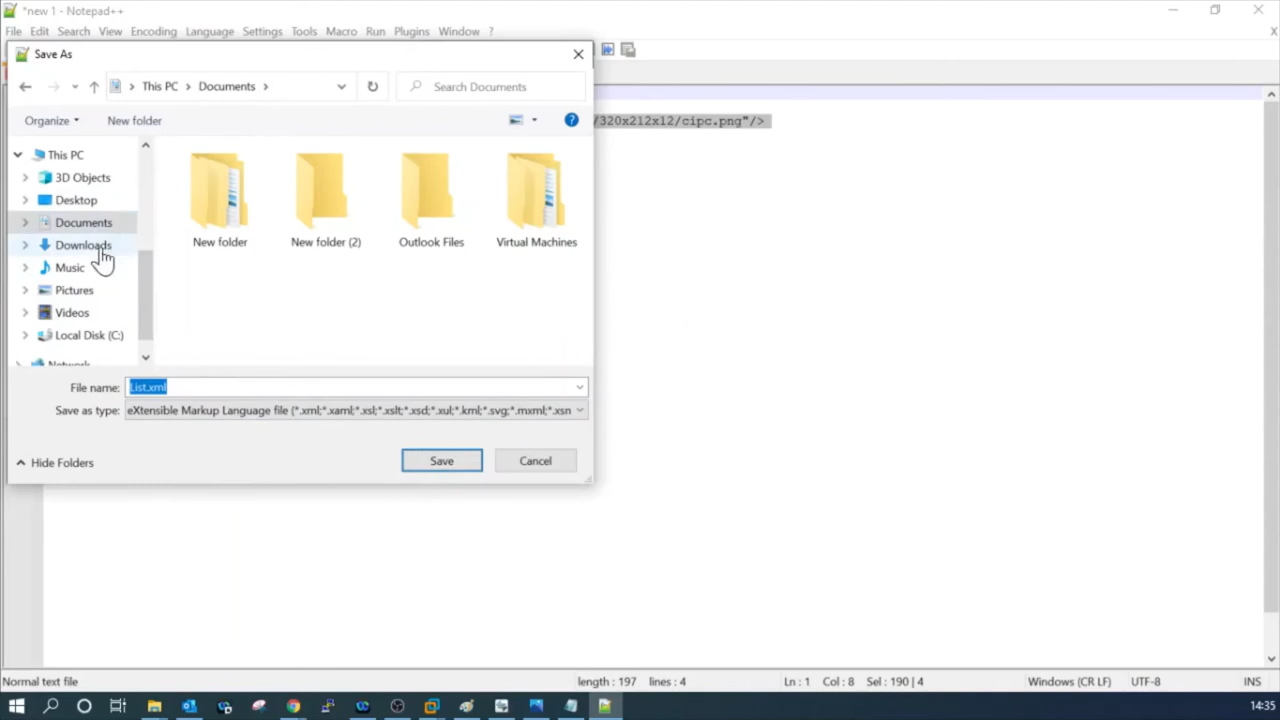 *new 1 - Notepad++
File Edit Search View Encoding Language Settings Tools Macro Run Plugins Window ?
X
Save As
This PC Documents
Search Documents
Organize New folder
/320x212x12/cipc.png"/>
This PC
3D Objects
Desktop
Documents
Downloads
Music
Pictures
Videos
Local Disk (C:)
Network
New folder
New folder (2)
Outlook Files
Virtual Machines
File name: List.xml
Save as type: eXtensible Markup Language file (*.xml;*.xaml;*.xsl;*.xslt;*.xsd;*.xul;*.kml;*.svg;*.mxml;*.xsn
Hide Folders
Save
Cancel
Normal text file
length : 197 lines : 4
Ln : 1 Col : 8 Sel : 190 | 4
Windows (CR LF)
UTF-8
INS
14:35